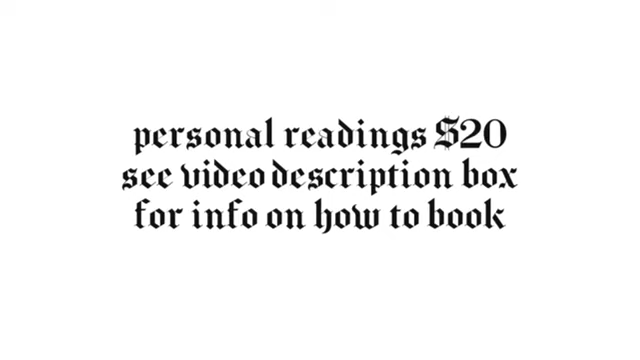 personal readings $20
see video description box
for info on how to book